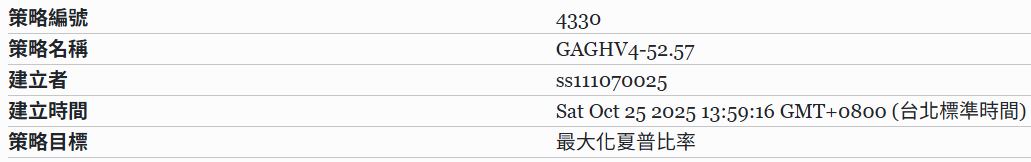 策略編號 4330
策略名稱 GAGHV4-52.57
建立者 ss111070025
建立時間 Sat Oct 25 2025 13:59:16 GMT+0800 (台北標準時間)
策略目標 最大化夏普比率